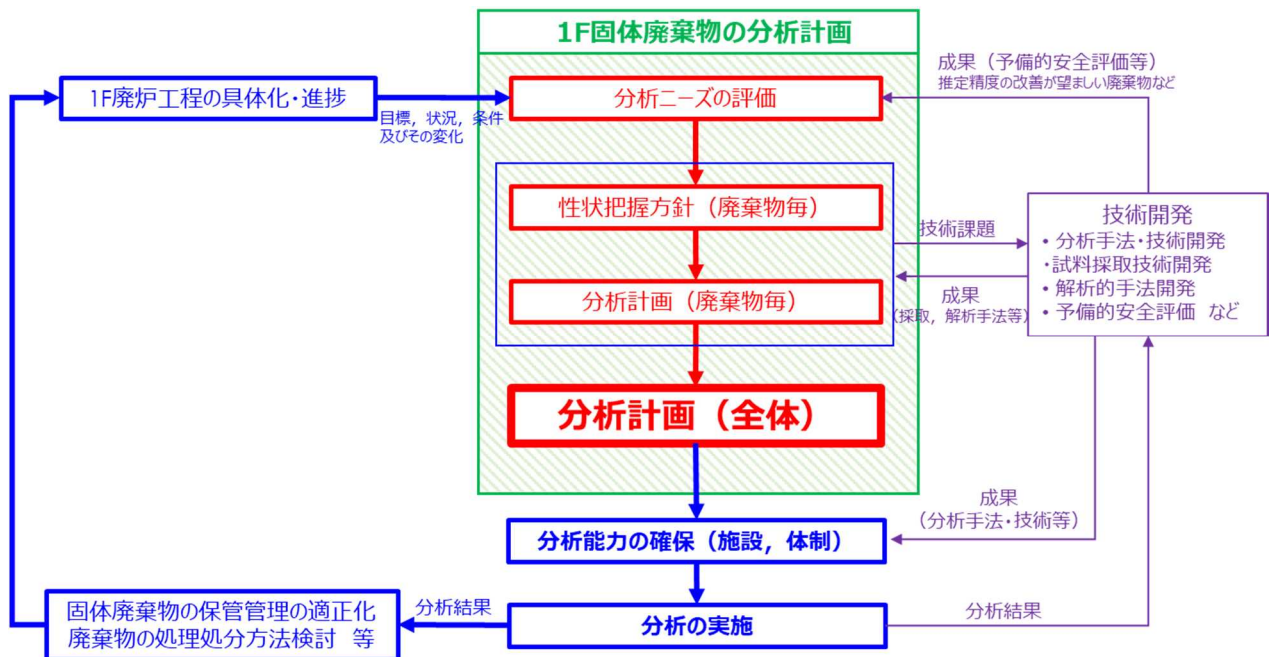 1F固体廃棄物の分析計画
1F廃炉工程の具体化・進捗
目標，状況，条件
及びその変化
分析ニーズの評価
成果（予備的安全評価等）
推定精度の改善が望ましい廃棄物など
性状把握方針（廃棄物毎）
分析計画（廃棄物毎）
技術課題
成果
（採取，解析手法等）
技術開発
・分析手法・技術開発
・試料採取技術開発
・解析的手法開発
・予備的安全評価 など
分析計画（全体）
成果
（分析手法・技術等）
分析能力の確保（施設，体制）
分析の実施
分析結果
分析結果
固体廃棄物の保管管理の適正化
廃棄物の処理処分方法検討 等